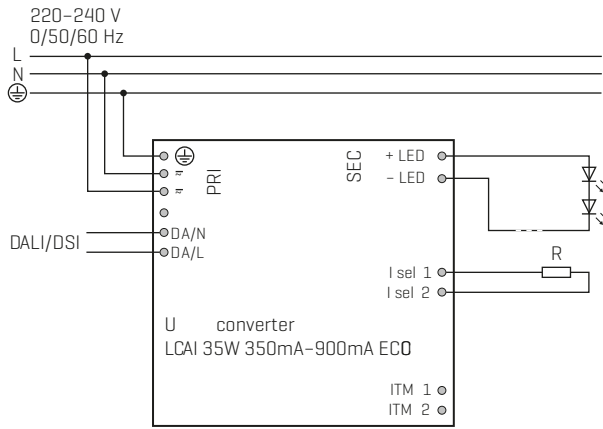 220–240 V
0/50/60 Hz
L
N
PRI
SEC
+ LED
– LED
DA/N
DA/L
DALI/DSI
I sel 1
I sel 2
R
U converter
LCAI 35W 350mA–900mA ECO
ITM 1
ITM 2